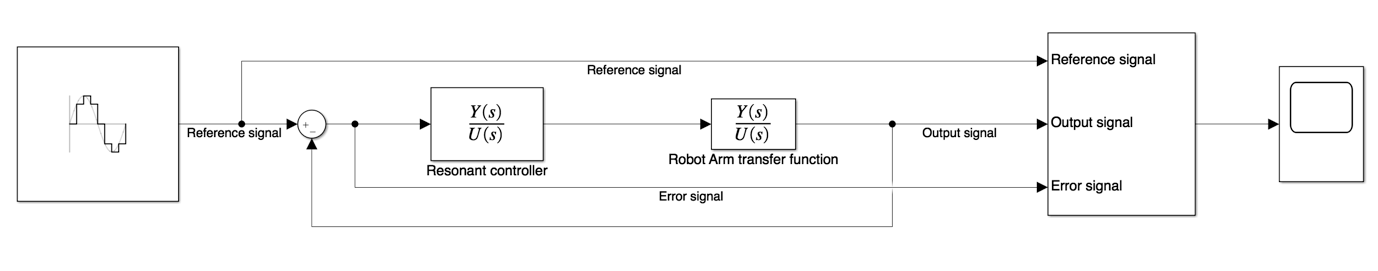 Reference signal
Reference signal
Reference signal
+
−
Y(s)
U(s)
Resonant controller
Y(s)
U(s)
Robot Arm transfer function
Output signal
Output signal
Error signal
Error signal